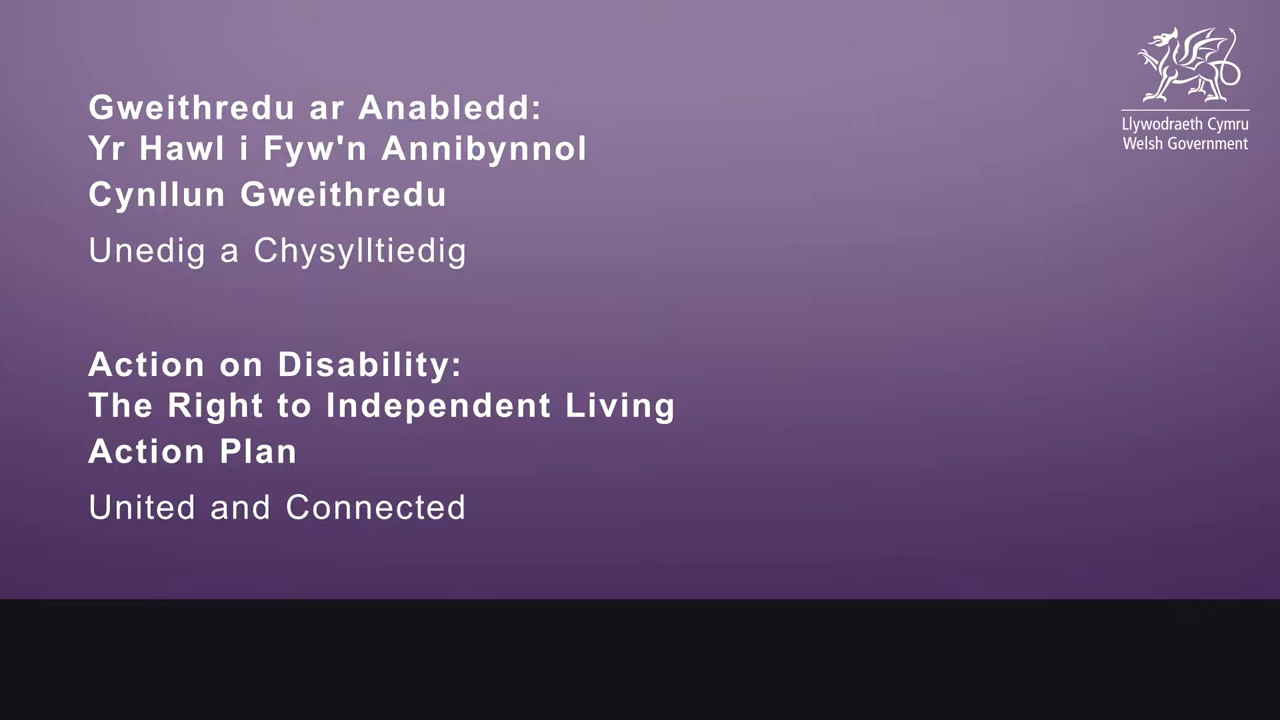 Gweithredu ar Anabledd:
Yr Hawl i Fyw'n Annibynnol
Cynllun Gweithredu
Unedig a Chysylltiedig
Action on Disability:
The Right to Independent Living
Action Plan
United and Connected
Llywodraeth Cymru
Welsh Government